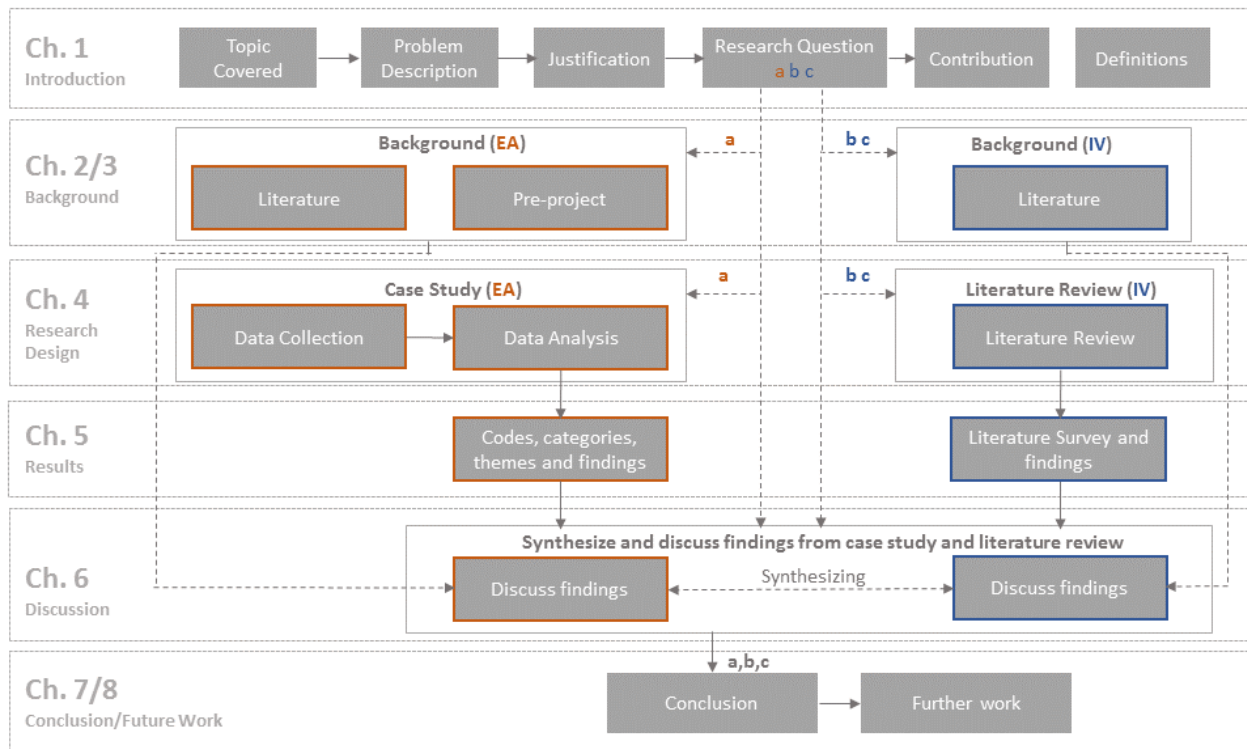 Ch. 1
Introduction
Topic
Covered
Problem
Description
Justification
Research Question
a b c
Contribution
Definitions
Ch. 2/3
Background
Background (EA)
Literature
Pre-project
a
b c
Background (IV)
Literature
Ch. 4
Research
Design
Case Study (EA)
Data Collection
Data Analysis
a
b c
Literature Review (IV)
Literature Review
Ch. 5
Results
Codes, categories,
themes and findings
Literature Survey and
findings
Ch. 6
Discussion
Synthesize and discuss findings from case study and literature review
Discuss findings
Synthesizing
Discuss findings
Ch. 7/8
Conclusion/Future Work
a,b,c
Conclusion
Further work